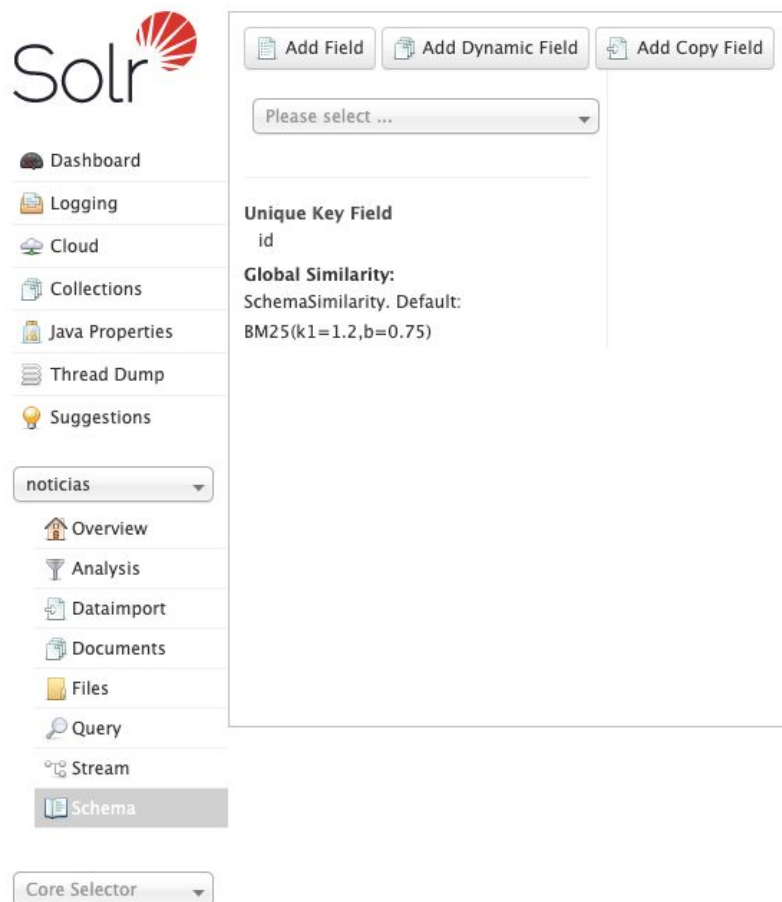 Solr
Dashboard
Logging
Cloud
Collections
Java Properties
Thread Dump
Suggestions
noticias
Overview
Analysis
Dataimport
Documents
Files
Query
Stream
Schema
Core Selector
Add Field Add Dynamic Field Add Copy Field
Please select ...
Unique Key Field
id
Global Similarity:
SchemaSimilarity. Default:
BM25(k1=1.2,b=0.75)